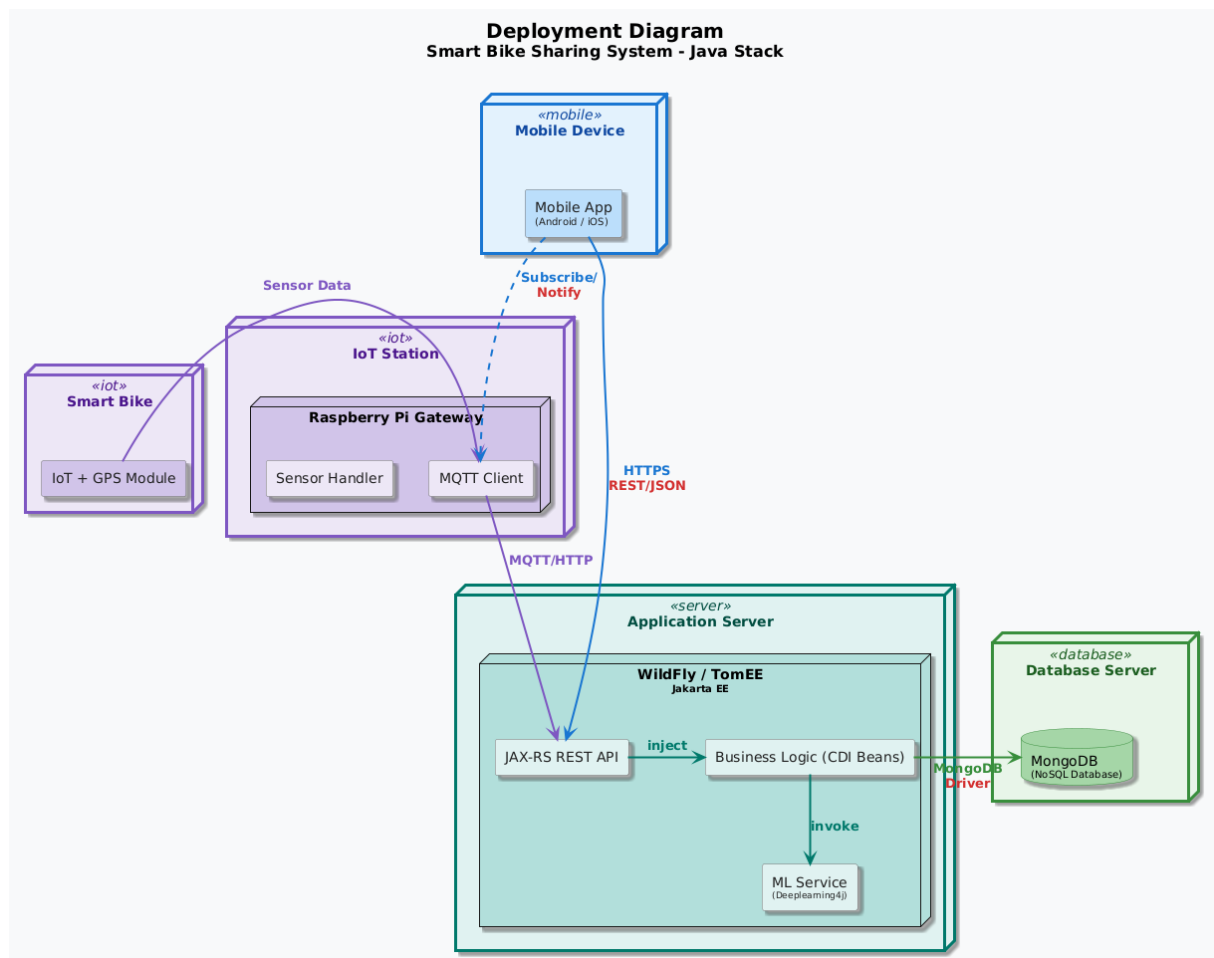 Deployment Diagram
Smart Bike Sharing System - Java Stack
«mobile»
Mobile Device
Mobile App
(Android / iOS)
Subscribe/
Notify
Sensor Data
«iot»
IoT Station
Raspberry Pi Gateway
Sensor Handler
MQTT Client
«iot»
Smart Bike
IoT + GPS Module
HTTPS
REST/JSON
MQTT/HTTP
«server»
Application Server
WildFly / TomEE
Jakarta EE
JAX-RS REST API
inject
Business Logic (CDI Beans)
MongoDB
Driver
invoke
ML Service
(Deeplearning4j)
«database»
Database Server
MongoDB
(NoSQL Database)